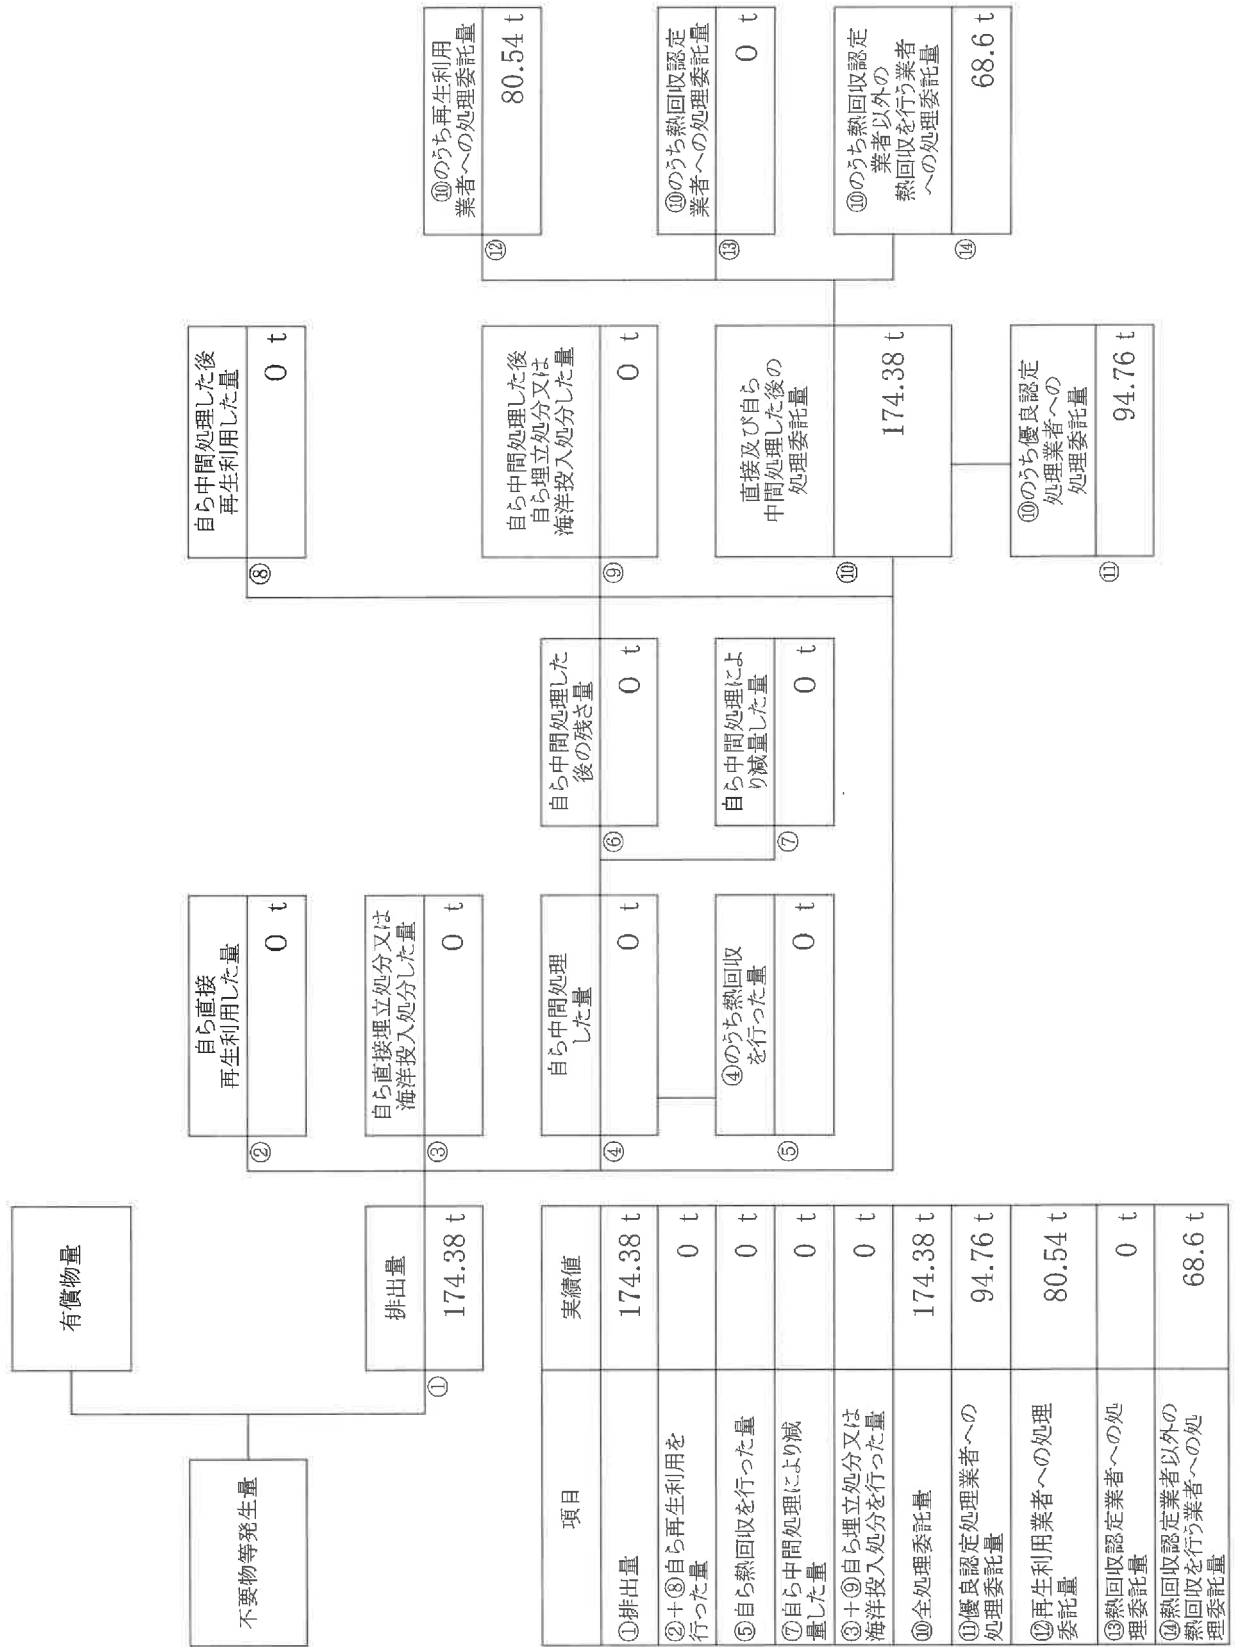 有償物量
不要物等発生量
排出量
①
174.38 t
自ら直接
再生利用した量
②
0 t
自ら直接埋立処分又は
海洋投入処分した量
③
0 t
自ら中間処理
した量
④
0 t
④のうち熱回収
を行った量
⑤
0 t
自ら中間処理した
後の残さ量
⑥
0 t
自ら中間処理によ
り減量した量
⑦
0 t
自ら中間処理した後
再生利用した量
⑧
0 t
自ら中間処理した後
自ら埋立処分又は
海洋投入処分した量
⑨
0 t
直接及び自ら
中間処理した後の
処理委託量
⑩
174.38 t
⑩のうち優良認定
処理業者への
処理委託量
⑪
94.76 t
⑩のうち再生利用
業者への処理委託量
⑫
80.54 t
⑩のうち熱回収認定
業者への処理委託量
⑬
0 t
⑩のうち熱回収認定
業者以外の
熱回収を行う業者
への処理委託量
⑭
68.6 t
項目 実績値
①排出量 174.38 t
②＋⑧自ら再生利用を
行った量 0 t
⑤自ら熱回収を行った量 0 t
⑦自ら中間処理により減
量した量 0 t
③＋⑨自ら埋立処分又は
海洋投入処分を行った量 0 t
⑩全処理委託量 174.38 t
⑪優良認定処理業者への
処理委託量 94.76 t
⑫再生利用業者への処理
委託量 80.54 t
⑬熱回収認定業者への処
理委託量 0 t
⑭熱回収認定業者以外の
熱回収を行う業者への処
理委託量 68.6 t